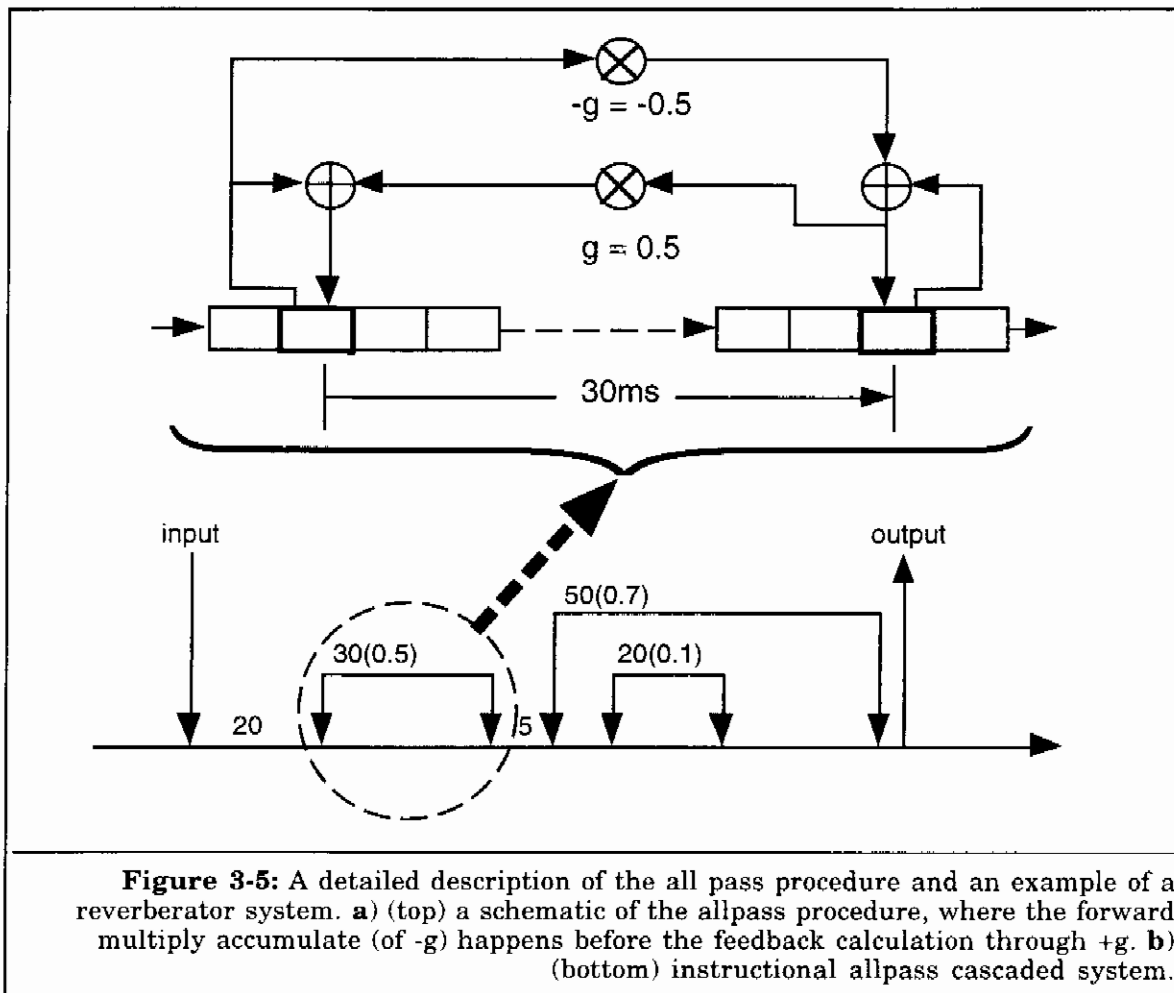 -g = -0.5
g = 0.5
30ms
input
output
50(0.7)
30(0.5)
20(0.1)
20
5
Figure 3-5: A detailed description of the all pass procedure and an example of a
reverberator system. a) (top) a schematic of the allpass procedure, where the forward
multiply accumulate (of -g) happens before the feedback calculation through +g. b)
(bottom) instructional allpass cascaded system.